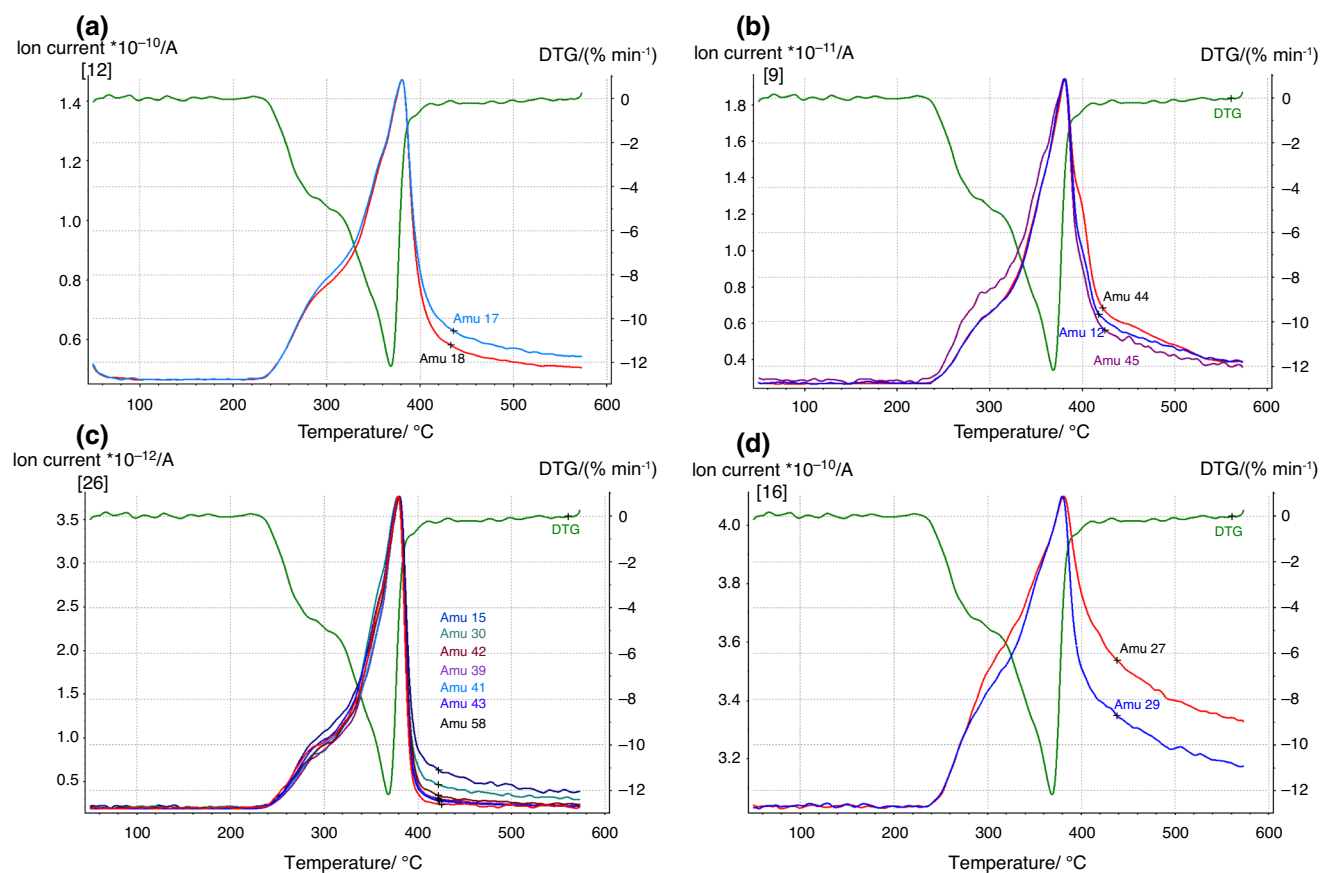 (a)
Ion current *10⁻¹⁰/A
[12]
DTG/(% min⁻¹)
1.4
1.2
1.0
0.8
0.6
0
−2
−4
−6
−8
−10
−12
Amu 17
Amu 18
100 200 300 400 500 600
Temperature/ °C
(b)
Ion current *10⁻¹¹/A
[9]
DTG/(% min⁻¹)
1.8
1.6
1.4
1.2
1.0
0.8
0.6
0.4
0
−2
−4
−6
−8
−10
−12
DTG
Amu 44
Amu 12
Amu 45
100 200 300 400 500 600
Temperature/ °C
(c)
Ion current *10⁻¹²/A
[26]
DTG/(% min⁻¹)
3.5
3.0
2.5
2.0
1.5
1.0
0.5
0
−2
−4
−6
−8
−10
−12
DTG
Amu 15
Amu 30
Amu 42
Amu 39
Amu 41
Amu 43
Amu 58
100 200 300 400 500 600
Temperature/ °C
(d)
Ion current *10⁻¹⁰/A
[16]
DTG/(% min⁻¹)
4.0
3.8
3.6
3.4
3.2
0
−2
−4
−6
−8
−10
−12
DTG
Amu 27
Amu 29
100 200 300 400 500 600
Temperature/ °C